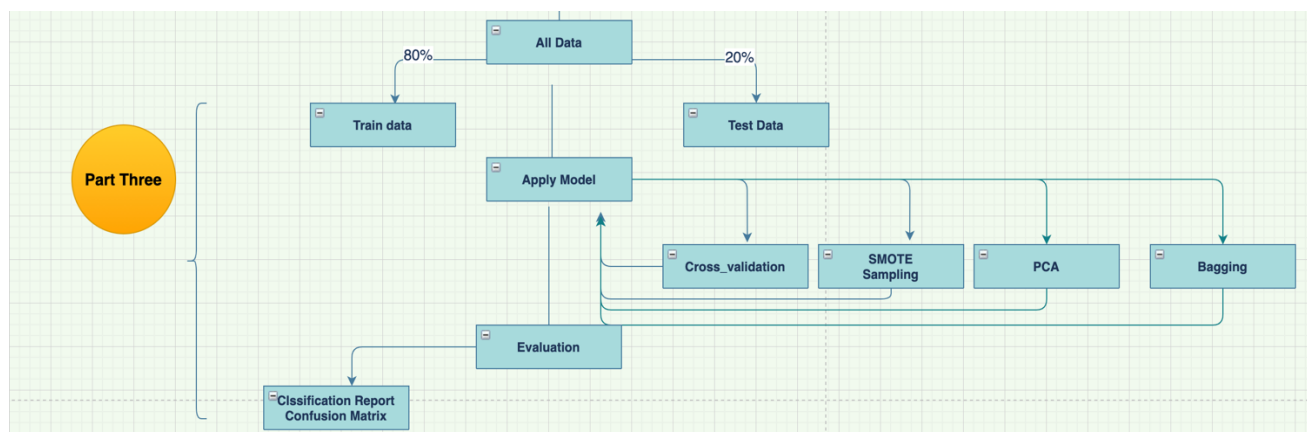 All Data
80%
20%
Train data
Test Data
Part Three
Apply Model
Cross_validation
SMOTE
Sampling
PCA
Bagging
Evaluation
Clssification Report
Confusion Matrix